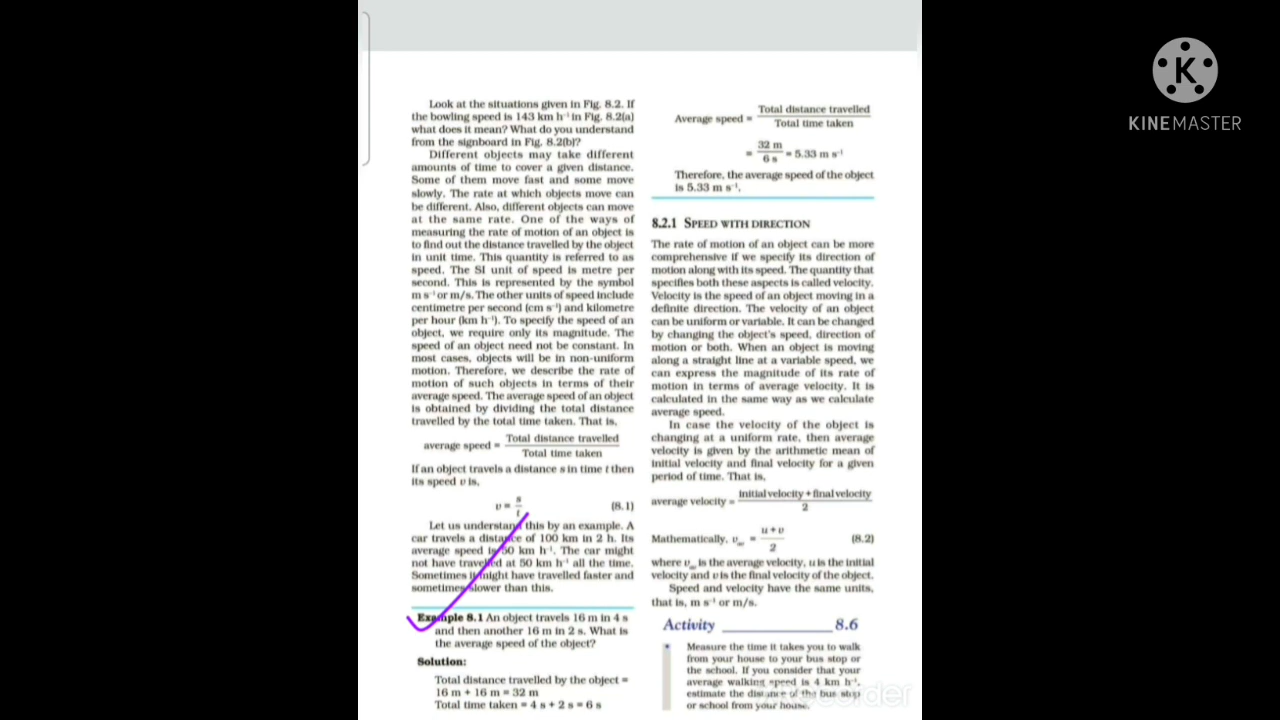 Look at the situations given in Fig. 8.2. If
the bowling speed is 143 km h⁻¹ in Fig. 8.2(a)
what does it mean? What do you understand
from the signboard in Fig. 8.2(b)?
Different objects may take different
amounts of time to cover a given distance.
Some of them move fast and some move
slowly. The rate at which objects move can
be different. Also, different objects can move
at the same rate. One of the ways of
measuring the rate of motion of an object is
to find out the distance travelled by the object
in unit time. This quantity is referred to as
speed. The SI unit of speed is metre per
second. This is represented by the symbol
m s⁻¹ or m/s. The other units of speed include
centimetre per second (cm s⁻¹) and kilometre
per hour (km h⁻¹). To specify the speed of an
object, we require only its magnitude. The
speed of an object need not be constant. In
most cases, objects will be in non-uniform
motion. Therefore, we describe the rate of
motion of such objects in terms of their
average speed. The average speed of an object
is obtained by dividing the total distance
travelled by the total time taken. That is,
average speed = Total distance travelled
Total time taken
If an object travels a distance s in time t then
its speed v is,
v = s
t
(8.1)
Let us understand this by an example. A
car travels a distance of 100 km in 2 h. Its
average speed is 50 km h⁻¹. The car might
not have travelled at 50 km h⁻¹ all the time.
Sometimes it might have travelled faster and
sometimes slower than this.
Example 8.1 An object travels 16 m in 4 s
and then another 16 m in 2 s. What is
the average speed of the object?
Solution:
Total distance travelled by the object =
16 m + 16 m = 32 m
Total time taken = 4 s + 2 s = 6 s
Average speed = Total distance travelled
Total time taken
= 32 m
6 s
= 5.33 m s⁻¹
Therefore, the average speed of the object
is 5.33 m s⁻¹.
8.2.1 SPEED WITH DIRECTION
The rate of motion of an object can be more
comprehensive if we specify its direction of
motion along with its speed. The quantity that
specifies both these aspects is called velocity.
Velocity is the speed of an object moving in a
definite direction. The velocity of an object
can be uniform or variable. It can be changed
by changing the object's speed, direction of
motion or both. When an object is moving
along a straight line at a variable speed, we
can express the magnitude of its rate of
motion in terms of average velocity. It is
calculated in the same way as we calculate
average speed.
In case the velocity of the object is
changing at a uniform rate, then average
velocity is given by the arithmetic mean of
initial velocity and final velocity for a given
period of time. That is,
average velocity = initial velocity + final velocity
2
Mathematically, v av = u + v
2
(8.2)
where v av is the average velocity, u is the initial
velocity and v is the final velocity of the object.
Speed and velocity have the same units,
that is, m s⁻¹ or m/s.
Activity 8.6
• Measure the time it takes you to walk
from your house to your bus stop or
the school. If you consider that your
average walking speed is 4 km h⁻¹,
estimate the distance of the bus stop
or school from your house.
K
KINEMASTER